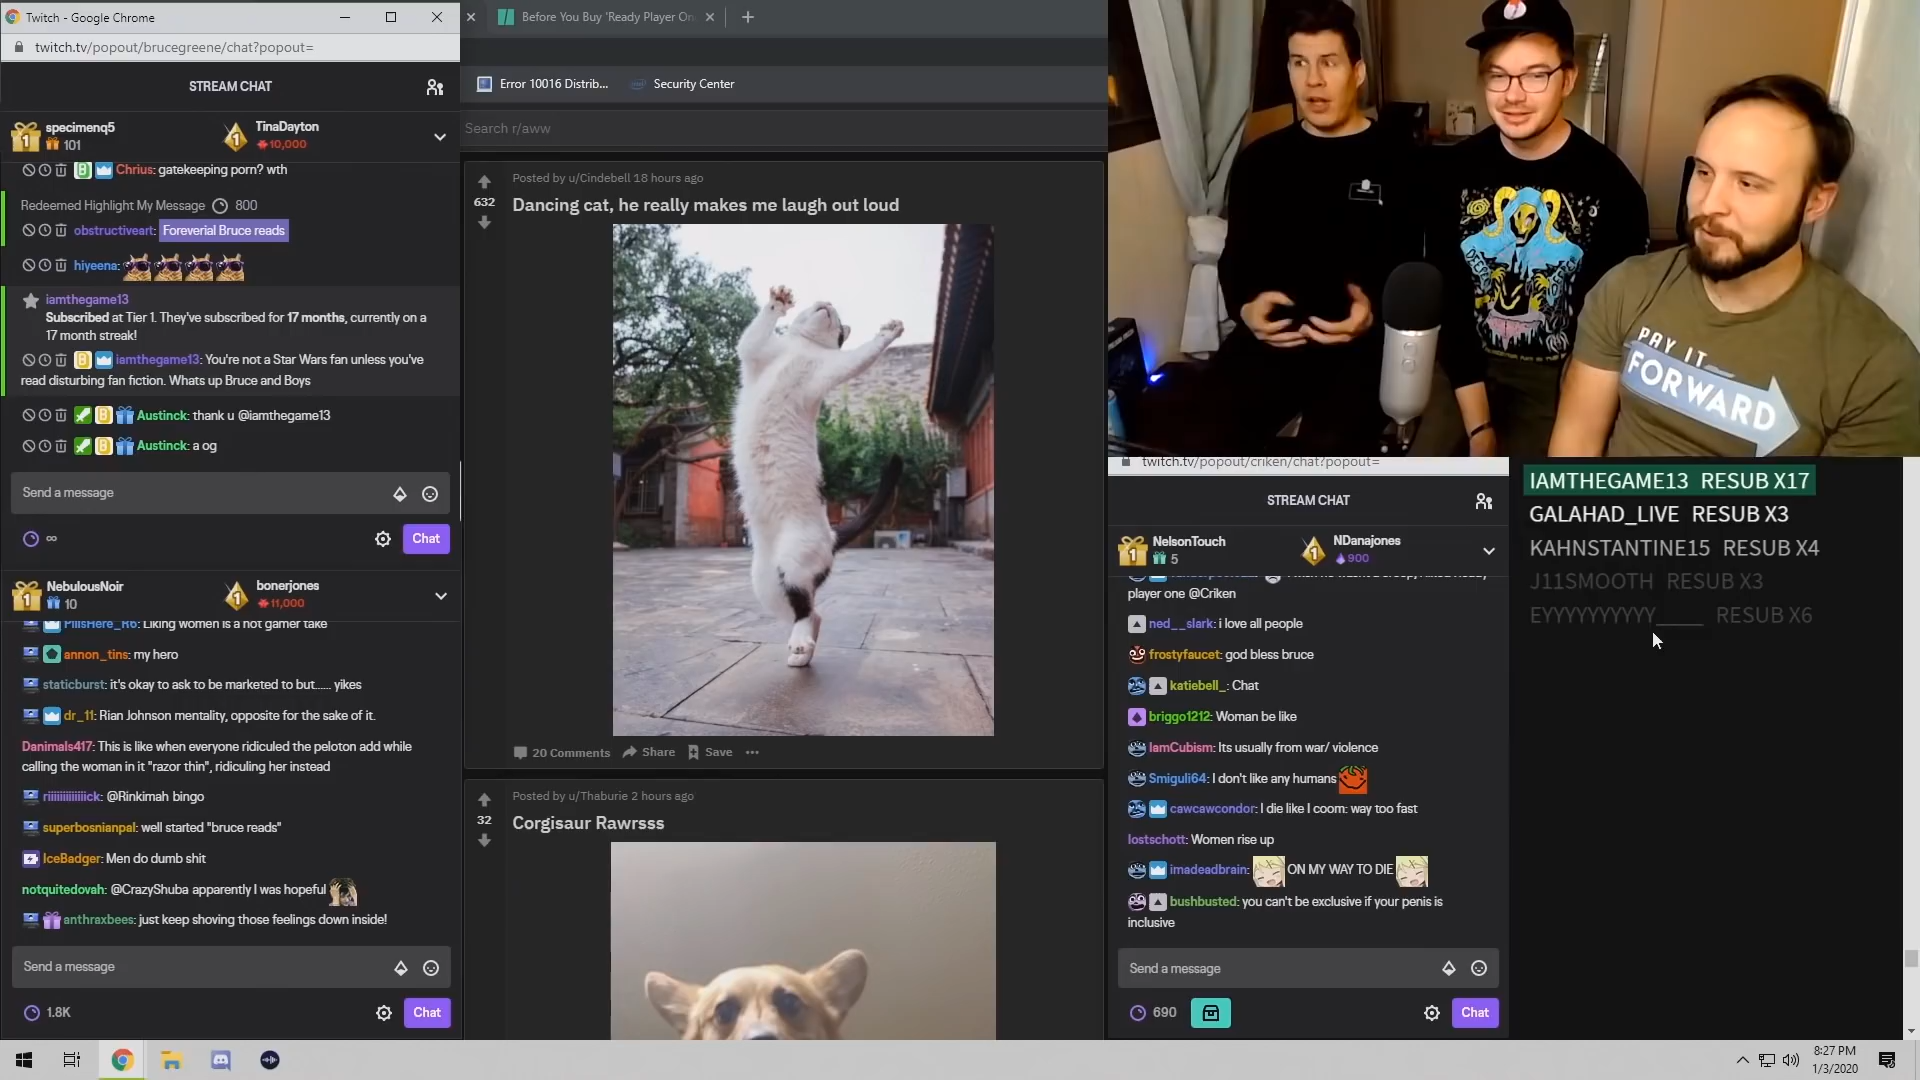 Twitch - Google Chrome
Before You Buy 'Ready Player On
twitch.tv/popout/brucegreene/chat?popout=
Error 10016 Distrib...
Security Center
STREAM CHAT
Search r/aww
specimenq5
101
TinaDayton
10,000
Chrius: gatekeeping porn? wth
Redeemed Highlight My Message 800
obstructiveart: Foreverial Bruce reads
hiyeena:
iamthegame13
Subscribed at Tier 1. They've subscribed for 17 months, currently on a
17 month streak!
iamthegame13: You're not a Star Wars fan unless you've
read disturbing fan fiction. Whats up Bruce and Boys
Austinck: thank u @iamthegame13
Austinck: a og
Send a message
∞
Chat
NebulousNoir
10
bonerjones
11,000
PillsHere_R6: Liking women is a hot gamer take
annon_tins: my hero
staticburst: it's okay to ask to be marketed to but...... yikes
dr_11: Rian Johnson mentality, opposite for the sake of it.
Danimals417: This is like when everyone ridiculed the peloton add while
calling the woman in it "razor thin", ridiculing her instead
@Rinkimah bingo
superbosnianpal: well started "bruce reads"
IceBadger: Men do dumb shit
notquitedovah: @CrazyShuba apparently I was hopeful
anthraxbees: just keep shoving those feelings down inside!
Send a message
1.8K
Chat
Posted by u/Cindebell 18 hours ago
632
Dancing cat, he really makes me laugh out loud
20 Comments
Share
Save
Posted by u/Thaburie 2 hours ago
32
Corgisaur Rawrsss
PAY IT
FORWARD
twitch.tv/popout/criken/chat?popout=
STREAM CHAT
NelsonTouch
5
NDanajones
900
player one @Criken
ned__slark: i love all people
frostyfaucet: god bless bruce
katiebell_: Chat
briggo1212: Woman be like
IamCubism: Its usually from war/ violence
Smiguli64: I don't like any humans
cawcawcondor: I die like I coom: way too fast
lostschott: Women rise up
imadeadbrain: ON MY WAY TO DIE
bushbusted: you can't be exclusive if your penis is
inclusive
Send a message
690
Chat
IAMTHEGAME13 RESUB X17
GALAHAD_LIVE RESUB X3
KAHNSTANTINE15 RESUB X4
J11SMOOTH RESUB X3
RESUB X6
8:27 PM
1/3/2020